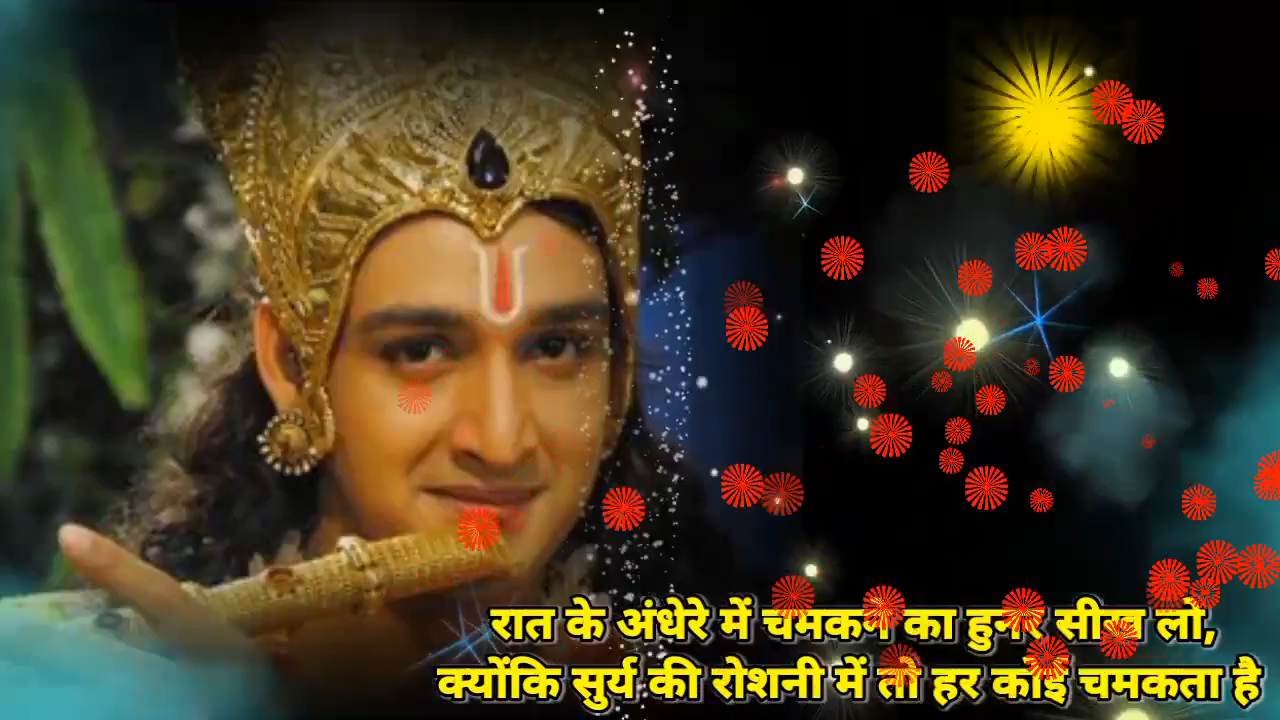 रात के अंधेरे में चमकन का हुनर सीख लो,
क्योंकि सुर्य की रोशनी में तो हर कोई चमकता है